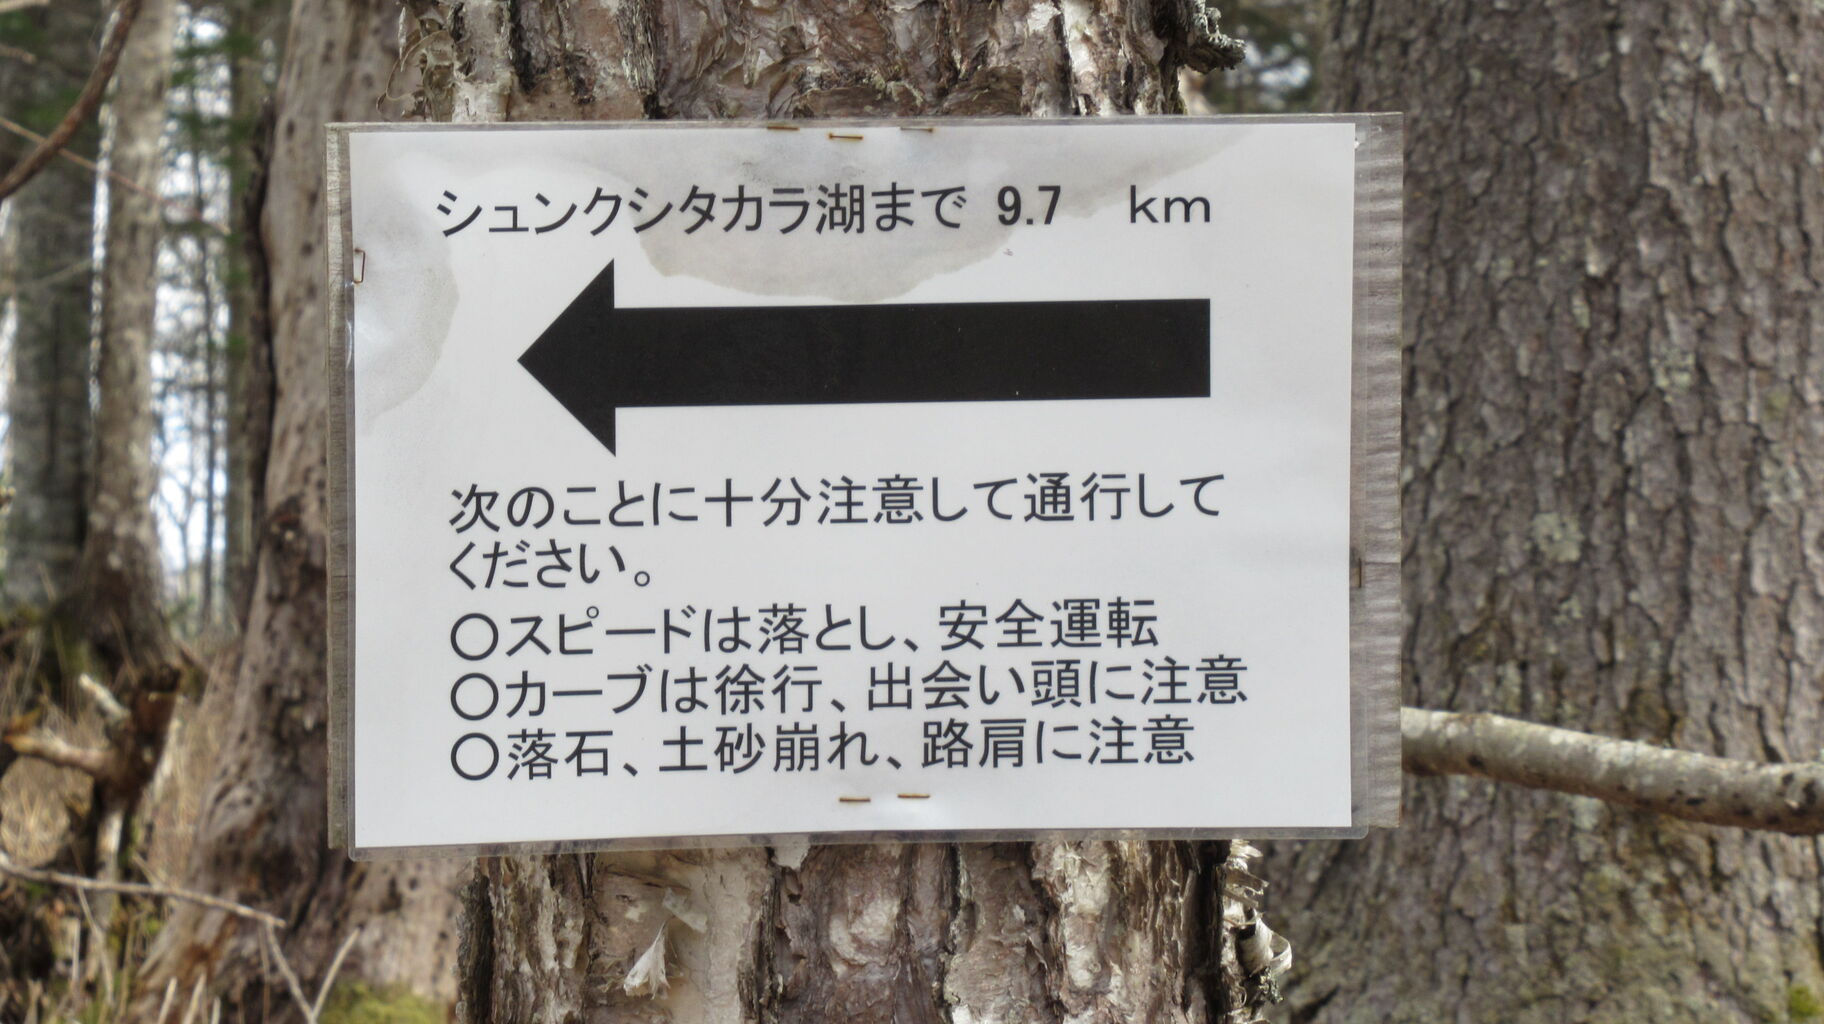 シュンクシタカラ湖まで 9.7 km
次のことに十分注意して通行して
ください。
○スピードは落とし、安全運転
○カーブは徐行、出会い頭に注意
○落石、土砂崩れ、路肩に注意